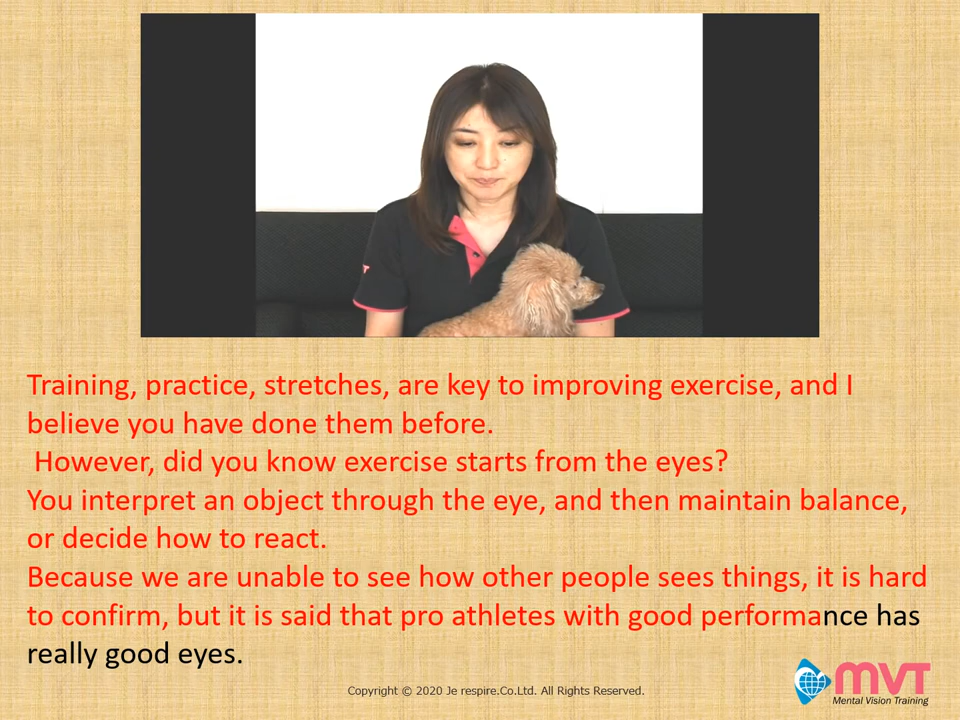 Training, practice, stretches, are key to improving exercise, and I
believe you have done them before.
However, did you know exercise starts from the eyes?
You interpret an object through the eye, and then maintain balance,
or decide how to react.
Because we are unable to see how other people sees things, it is hard
to confirm, but it is said that pro athletes with good performance has
really good eyes.
Copyright © 2020 Je respire.Co.Ltd. All Rights Reserved.
MVT
Mental Vision Training